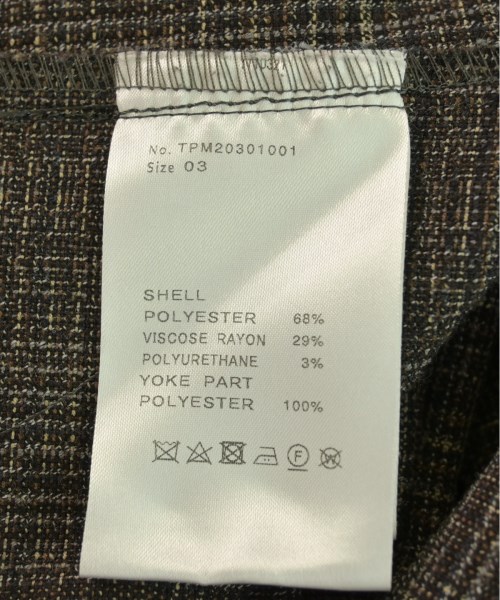 No. TPM20301001
Size 03
SHELL
POLYESTER 68%
VISCOSE RAYON 29%
POLYURETHANE 3%
YOKE PART
POLYESTER 100%
F
W